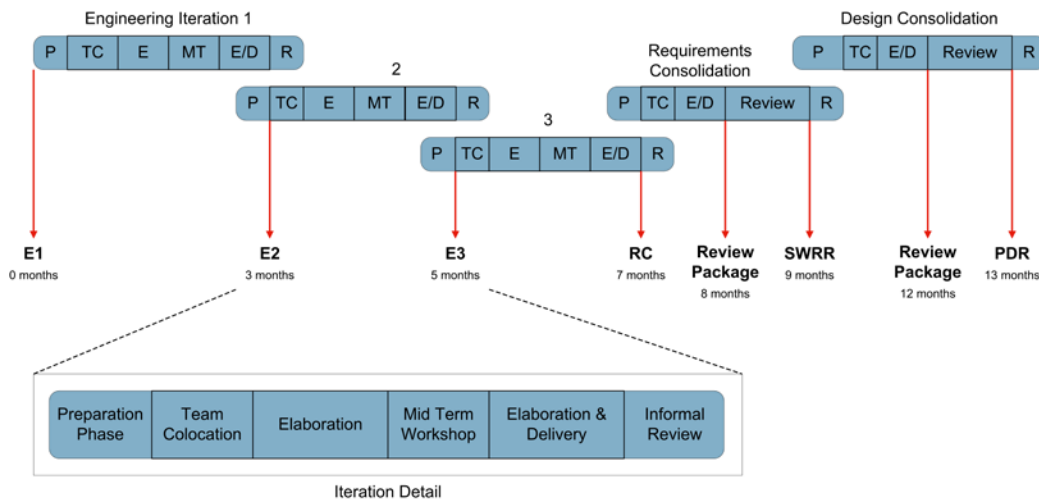 Engineering Iteration 1
P TC E MT E/D R
2
P TC E MT E/D R
3
P TC E MT E/D R
Requirements
Consolidation
P TC E/D Review R
Design Consolidation
P TC E/D Review R
E1
0 months
E2
3 months
E3
5 months
RC
7 months
Review
Package
8 months
SWRR
9 months
Review
Package
12 months
PDR
13 months
Preparation
Phase
Team
Colocation
Elaboration
Mid Term
Workshop
Elaboration &
Delivery
Informal
Review
Iteration Detail